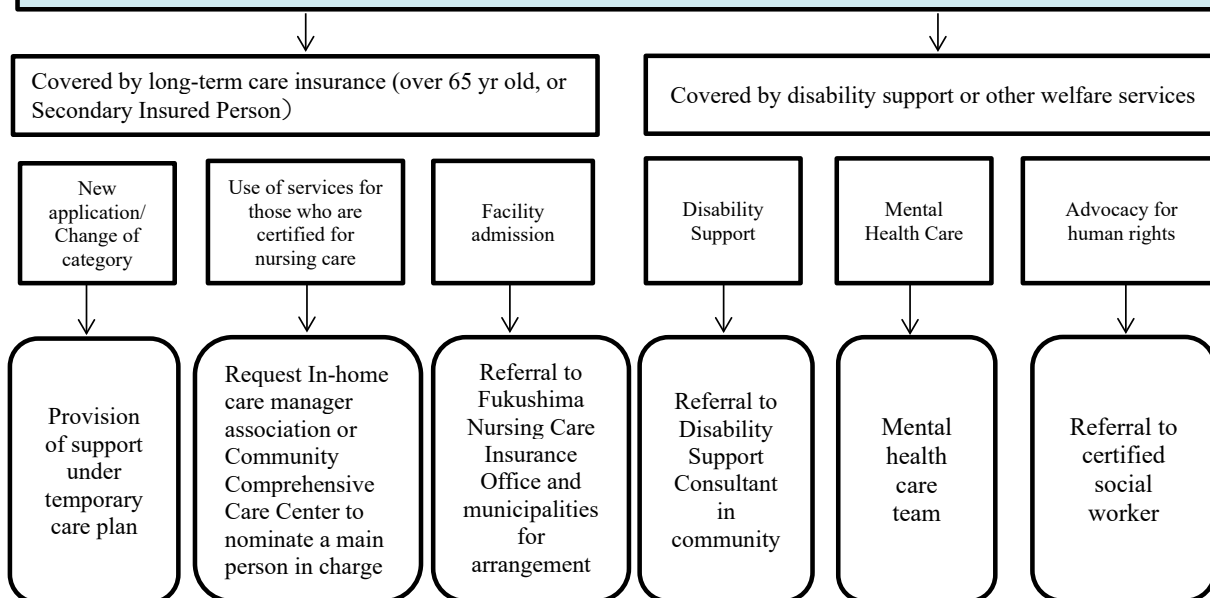 Covered by long-term care insurance (over 65 yr old, or
Secondary Insured Person）
Covered by disability support or other welfare services
New
application/
Change of
category
Use of services for
those who are
certified for
nursing care
Facility
admission
Disability
Support
Mental
Health Care
Advocacy for
human rights
Provision
of support
under
temporary
care plan
Request In-home
care manager
association or
Community
Comprehensive
Care Center to
nominate a main
person in charge
Referral to
Fukushima
Nursing Care
Insurance
Office and
municipalities
for
arrangement
Referral to
Disability
Support
Consultant
in
community
Mental
health
care
team
Referral to
certified
social
worker